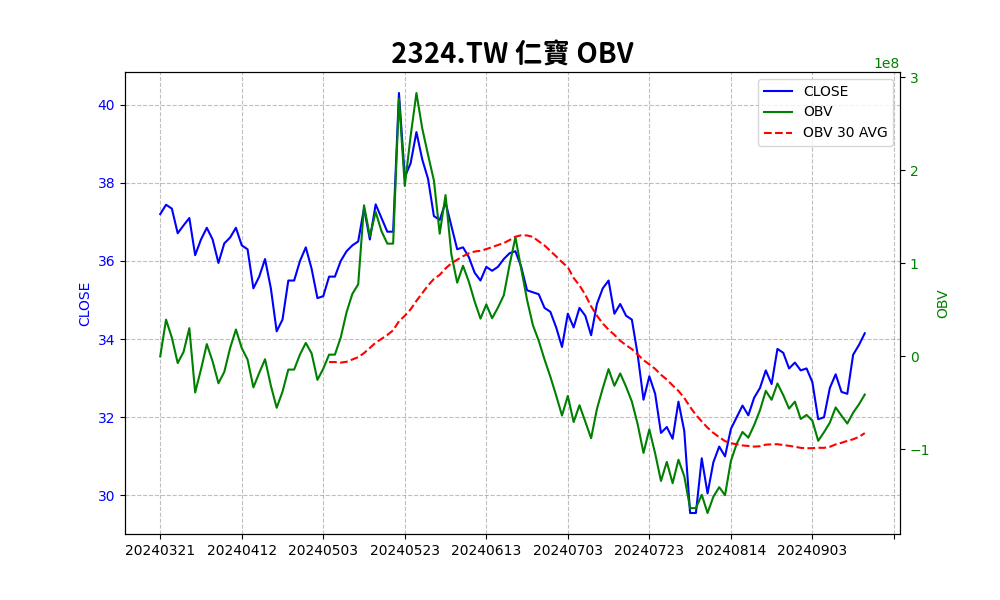 2324.TW 仁寶 OBV
1e8
CLOSE
OBV
OBV 30 AVG
40
38
36
34
32
30
CLOSE
3
2
1
0
−1
OBV
20240321 20240412 20240503 20240523 20240613 20240703 20240723 20240814 20240903